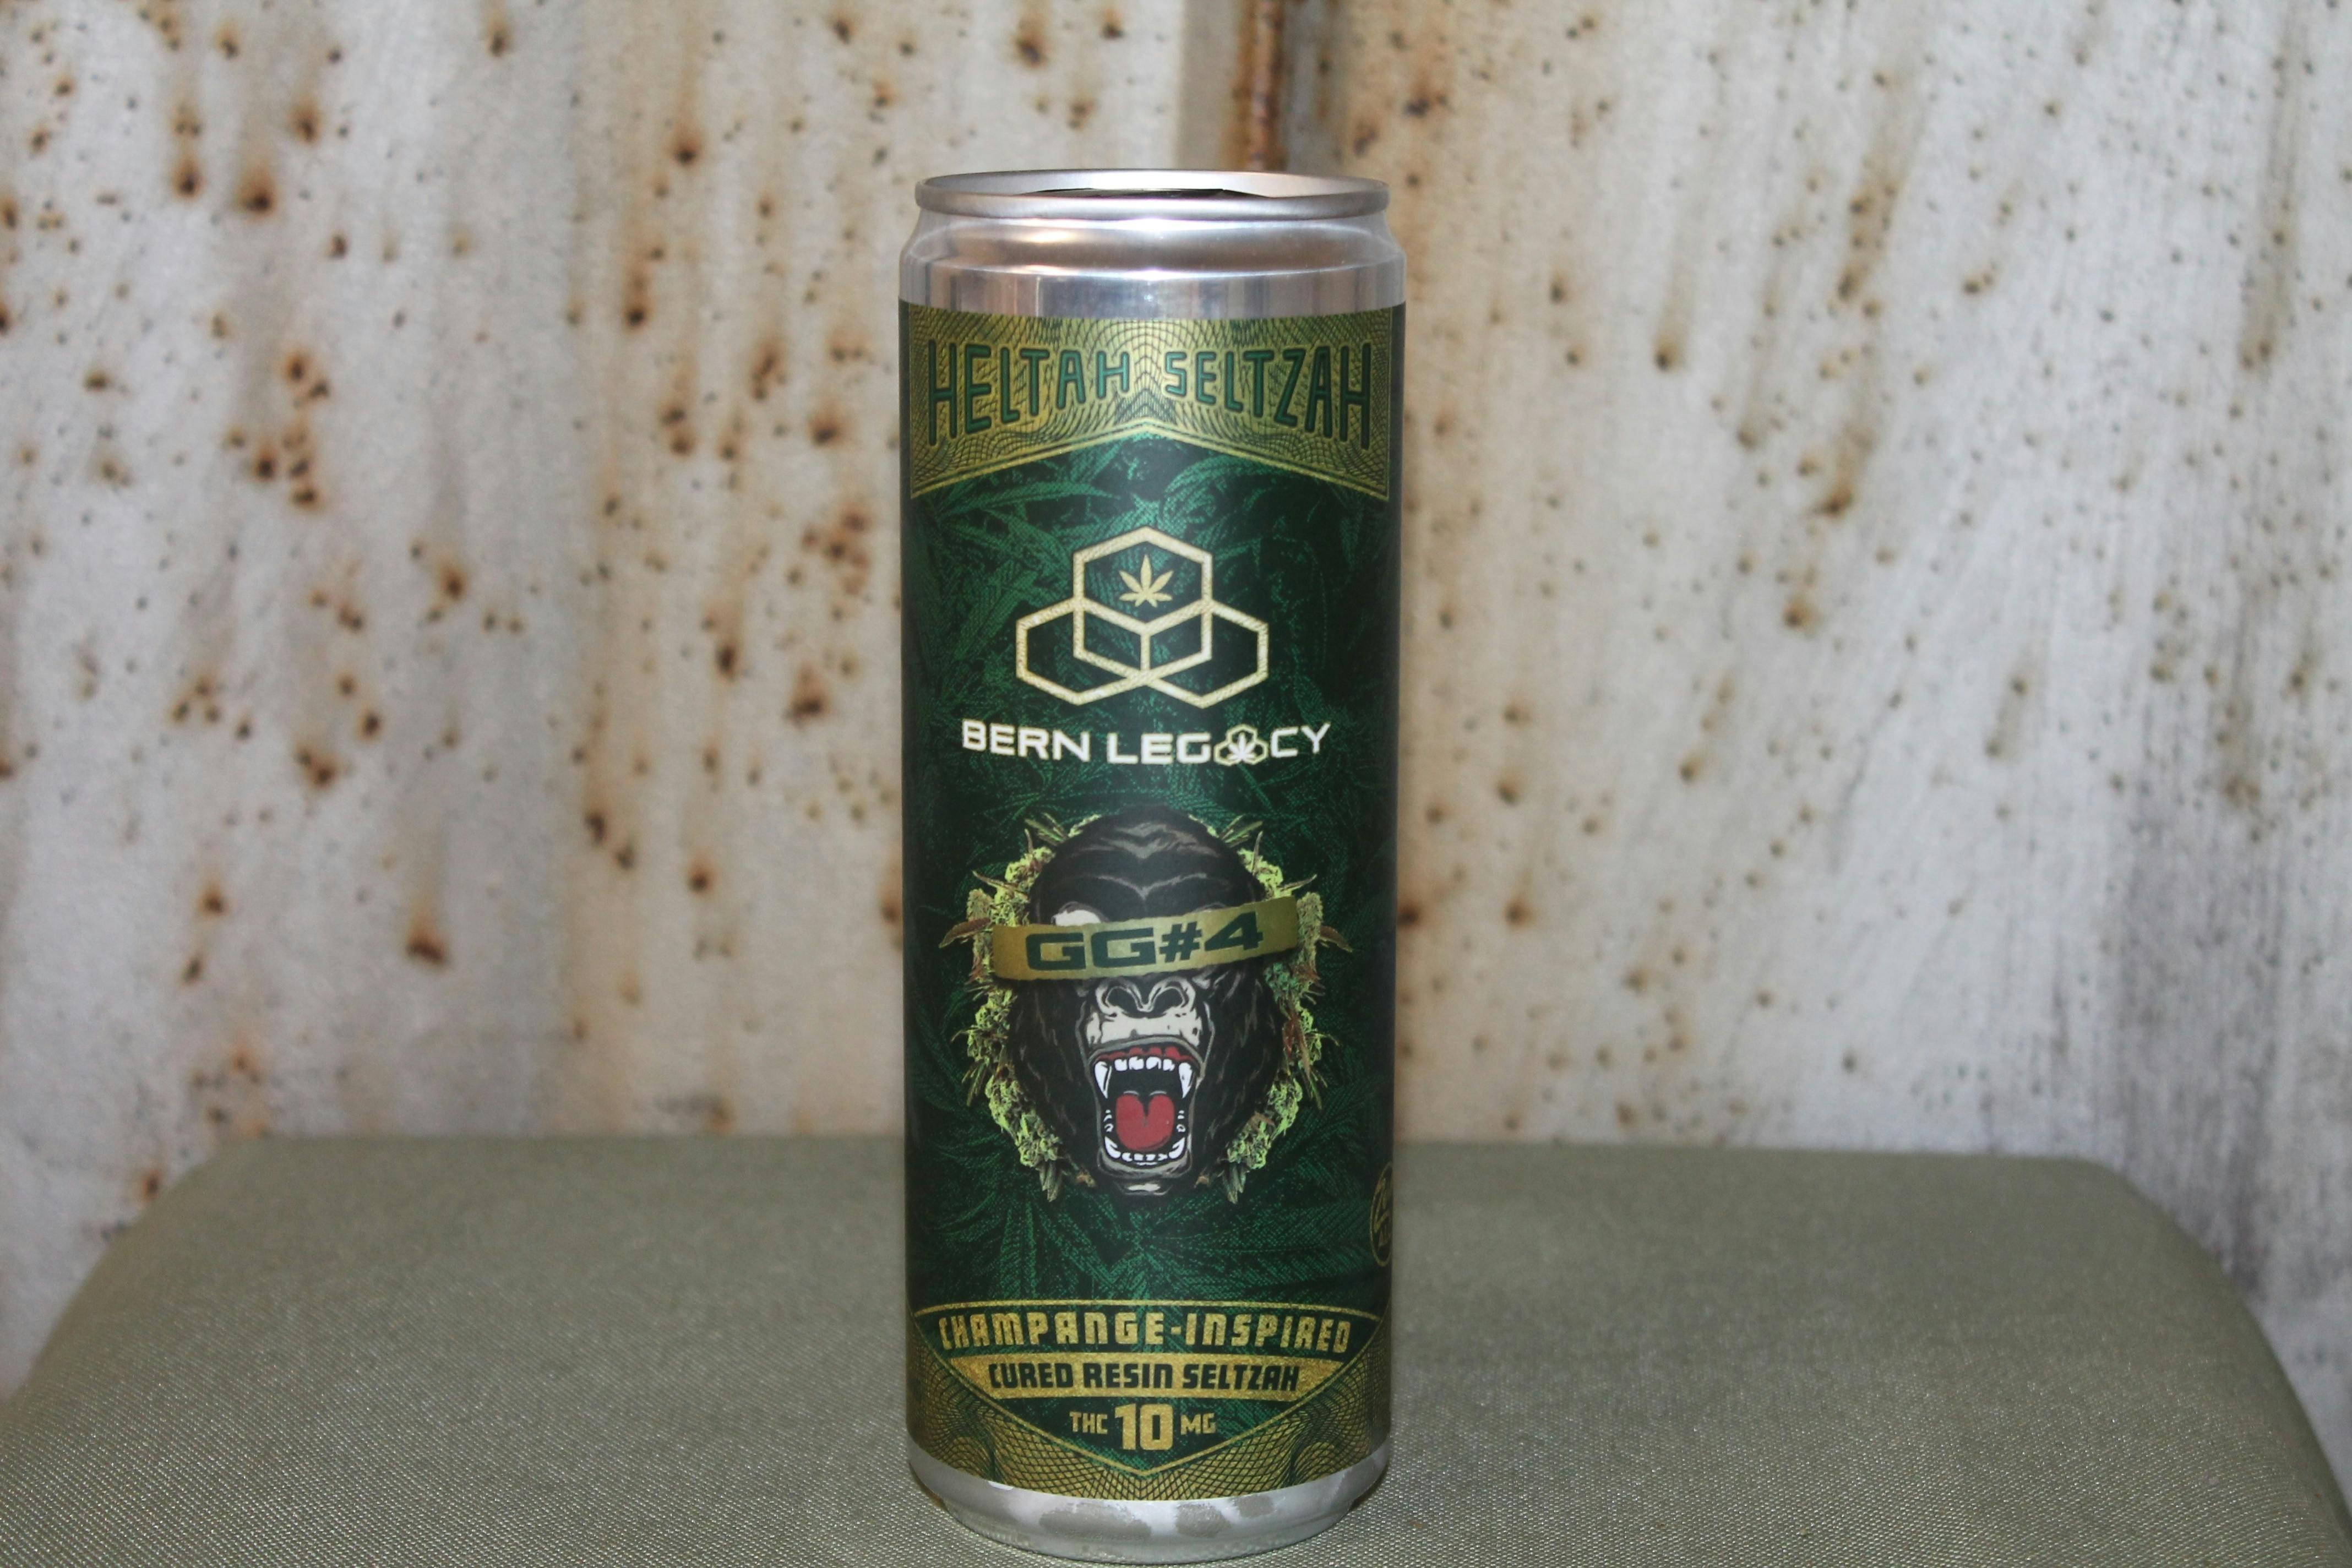 HELTAH SELTZAH
BERN LEGACY
GG#4
CHAMPANGE-INSPIRED
CURED RESIN SELTZAH
THC 10 MG